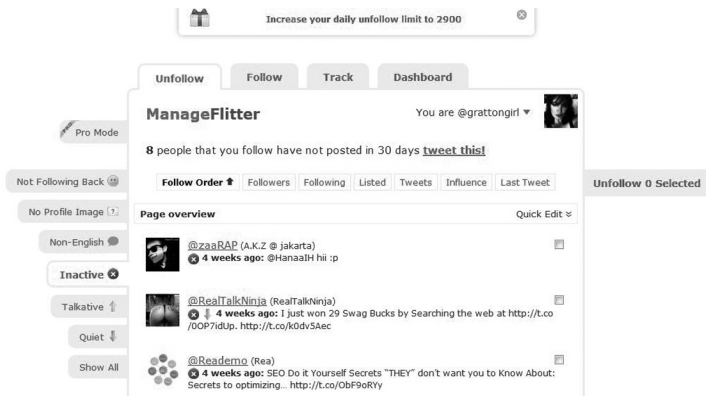 Increase your daily unfollow limit to 2900
Unfollow
Follow
Track
Dashboard
ManageFlitter
You are @grattongirl
PRO
Pro Mode
8 people that you follow have not posted in 30 days tweet this!
Not Following Back
Follow Order
Followers
Following
Listed
Tweets
Influence
Last Tweet
Unfollow 0 Selected
No Profile Image ?
Page overview
Quick Edit
Non-English
@zaaRAP (A.K.Z @ jakarta)
4 weeks ago: @HanaaIH hii :p
Inactive
Talkative
@RealTalkNinja (RealTalkNinja)
4 weeks ago: I just won 29 Swag Bucks by Searching the web at http://t.co
/0OP7idUp. http://t.co/k0dv5Aec
Quiet
Show All
@Reademo (Rea)
4 weeks ago: SEO Do it Yourself Secrets “THEY” don’t want you to Know About:
Secrets to optimizing... http://t.co/ObF9oRYy